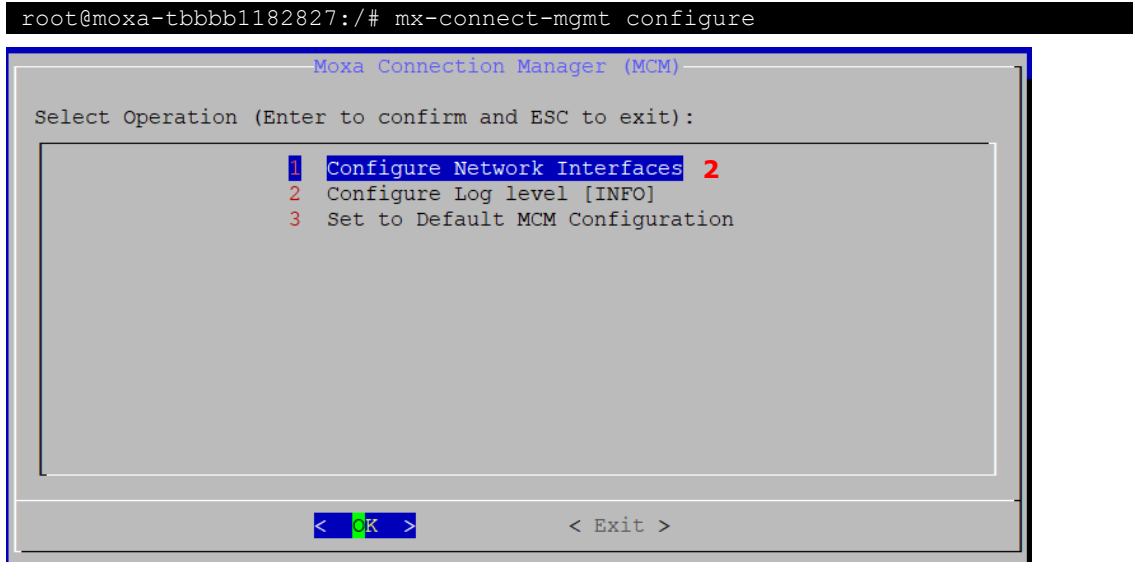 root@moxa-tbbbb1182827:/# mx-connect-mgmt configure
Moxa Connection Manager (MCM)
Select Operation (Enter to confirm and ESC to exit):
1 Configure Network Interfaces 2
2 Configure Log level [INFO]
3 Set to Default MCM Configuration
< OK > < Exit >